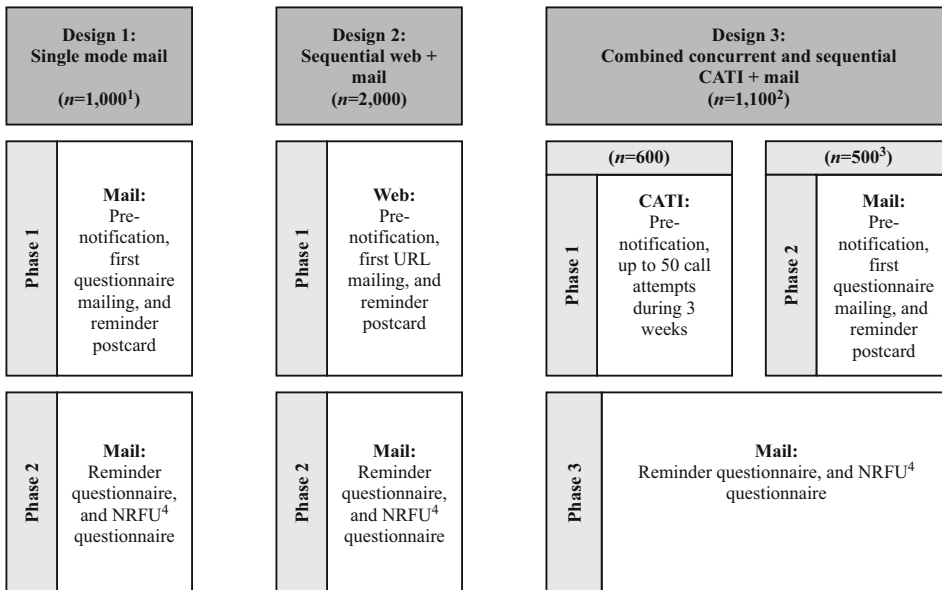 Design 1:
Single mode mail
(n=1,000¹)
Design 2:
Sequential web +
mail
(n=2,000)
Design 3:
Combined concurrent and sequential
CATI + mail
(n=1,100²)
Phase 1
Mail:
Pre-
notification,
first
questionnaire
mailing, and
reminder
postcard
Phase 1
Web:
Pre-
notification,
first URL
mailing, and
reminder
postcard
(n=600)
Phase 1
CATI:
Pre-
notification,
up to 50 call
attempts
during 3
weeks
(n=500³)
Phase 2
Mail:
Pre-
notification,
first
questionnaire
mailing, and
reminder
postcard
Phase 2
Mail:
Reminder
questionnaire,
and NRFU⁴
questionnaire
Phase 2
Mail:
Reminder
questionnaire,
and NRFU⁴
questionnaire
Phase 3
Mail:
Reminder questionnaire, and NRFU⁴
questionnaire